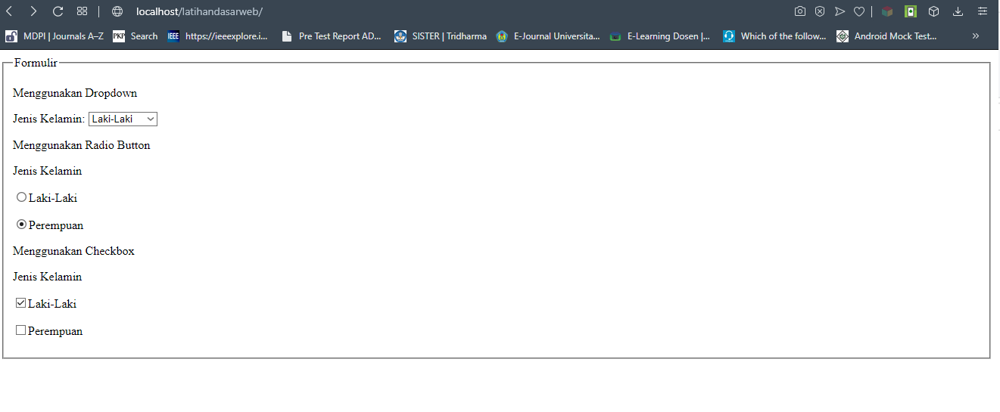 localhost/latihandasarweb/
MDPI | Journals A–Z PKP Search IEEE https://ieeexplore.i... Pre Test Report AD... SISTER | Tridharma E-Journal Universita... E-Learning Dosen |... Which of the follow... Android Mock Test... »
Formulir
Menggunakan Dropdown
Jenis Kelamin: Laki-Laki
Menggunakan Radio Button
Jenis Kelamin
Laki-Laki
Perempuan
Menggunakan Checkbox
Jenis Kelamin
Laki-Laki
Perempuan